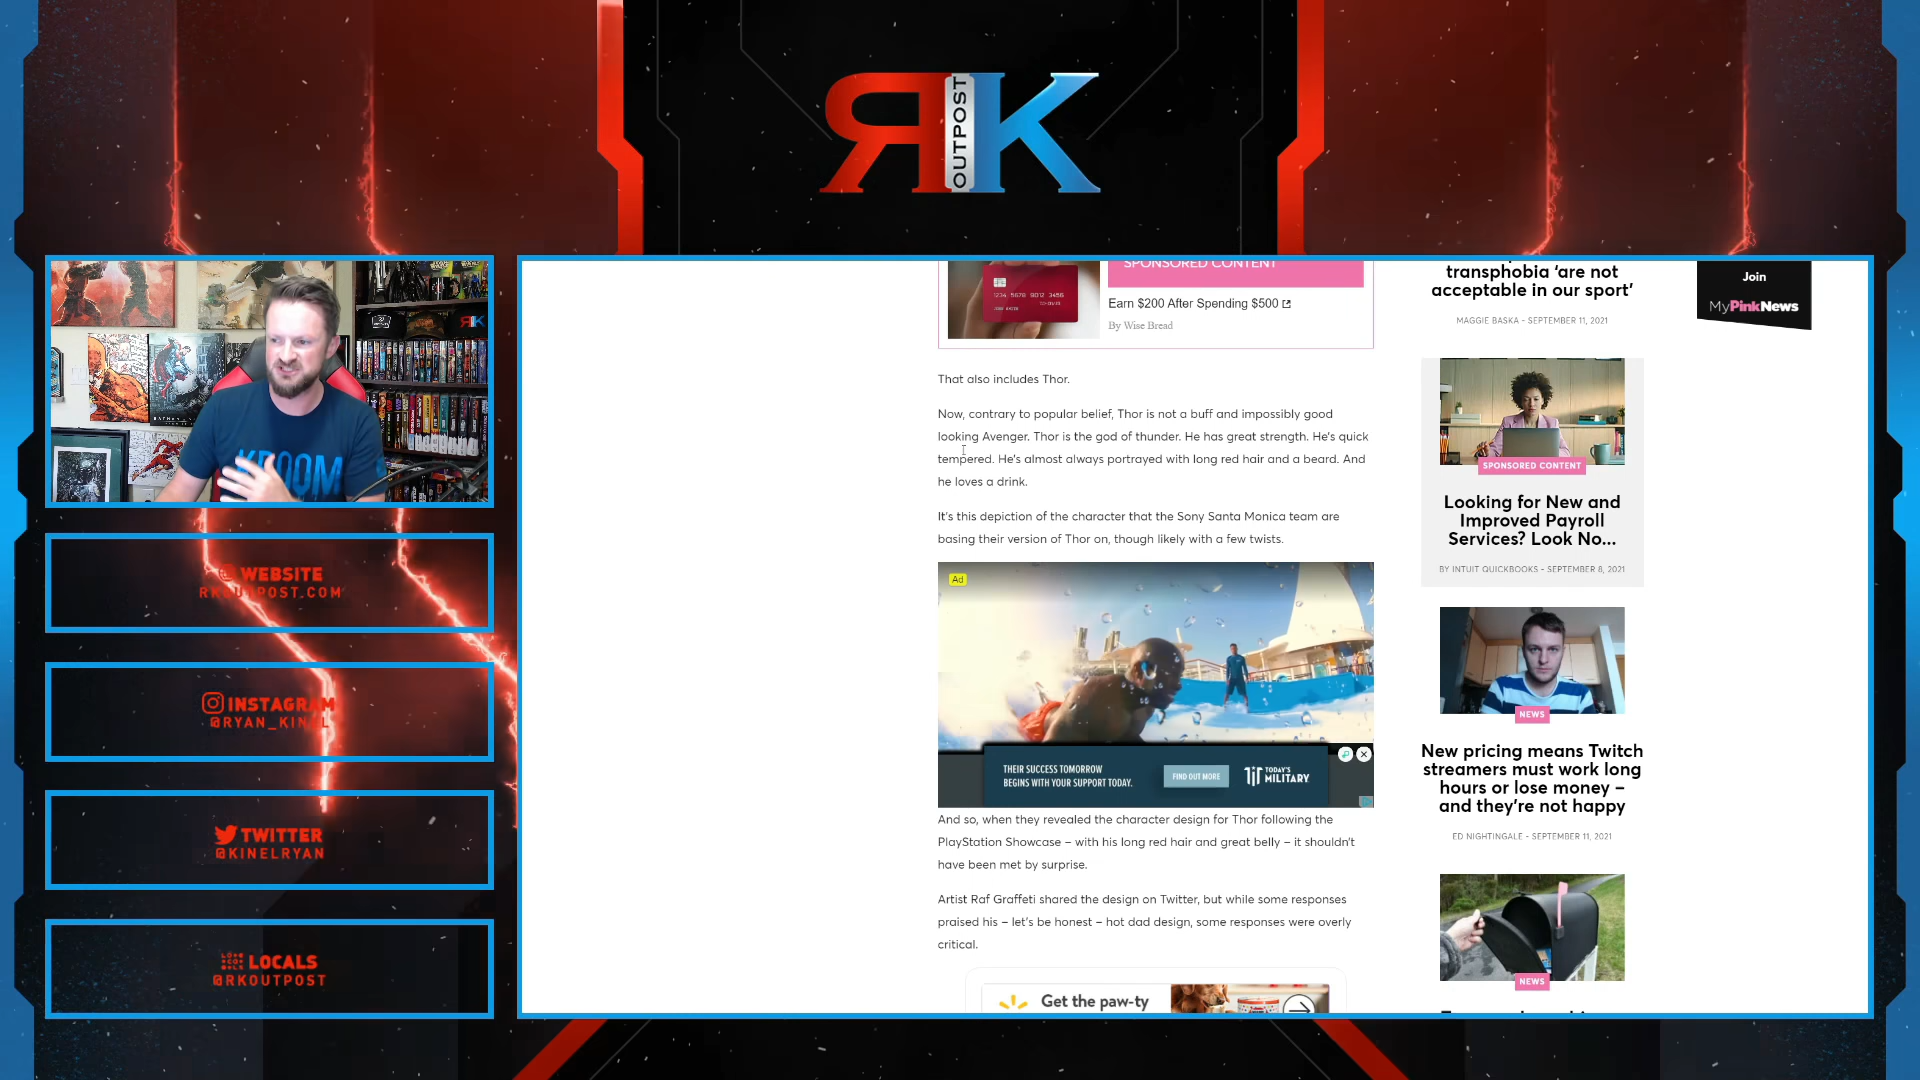 RK
OUTPOST
RK
KBOOM
WEBSITE
RKOUTPOST.COM
INSTAGRAM
@RYAN_KINEL
TWITTER
@KINELRYAN
LOCALS
@RKOUTPOST
SPONSORED CONTENT
Earn $200 After Spending $500
By Wise Bread
That also includes Thor.
Now, contrary to popular belief, Thor is not a buff and impossibly good
looking Avenger. Thor is the god of thunder. He has great strength. He's quick
tempered. He's almost always portrayed with long red hair and a beard. And
he loves a drink.
It's this depiction of the character that the Sony Santa Monica team are
basing their version of Thor on, though likely with a few twists.
Ad
THEIR SUCCESS TOMORROW
BEGINS WITH YOUR SUPPORT TODAY.
FIND OUT MORE
TODAY'S
MILITARY
And so, when they revealed the character design for Thor following the
PlayStation Showcase – with his long red hair and great belly – it shouldn't
have been met by surprise.
Artist Raf Graffeti shared the design on Twitter, but while some responses
praised his – let's be honest – hot dad design, some responses were overly
critical.
Get the paw-ty
transphobia 'are not
acceptable in our sport'
MAGGIE BASKA - SEPTEMBER 11, 2021
SPONSORED CONTENT
Looking for New and
Improved Payroll
Services? Look No...
BY INTUIT QUICKBOOKS - SEPTEMBER 8, 2021
NEWS
New pricing means Twitch
streamers must work long
hours or lose money –
and they're not happy
ED NIGHTINGALE - SEPTEMBER 11, 2021
NEWS
Join
MyPinkNews